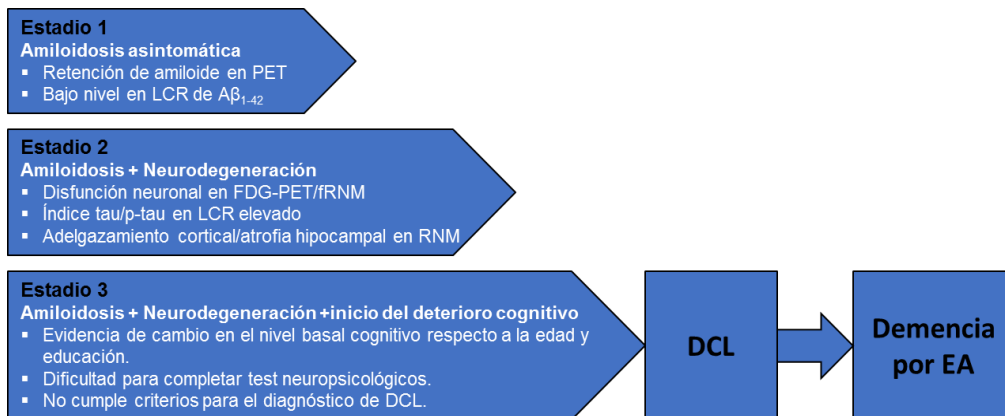 Estadio 1
Amiloidosis asintomática
▪ Retención de amiloide en PET
▪ Bajo nivel en LCR de Aβ₁₋₄₂
Estadio 2
Amiloidosis + Neurodegeneración
▪ Disfunción neuronal en FDG-PET/fRNM
▪ Índice tau/p-tau en LCR elevado
▪ Adelgazamiento cortical/atrofia hipocampal en RNM
Estadio 3
Amiloidosis + Neurodegeneración +inicio del deterioro cognitivo
▪ Evidencia de cambio en el nivel basal cognitivo respecto a la edad y
educación.
▪ Dificultad para completar test neuropsicológicos.
▪ No cumple criterios para el diagnóstico de DCL.
DCL
Demencia
por EA